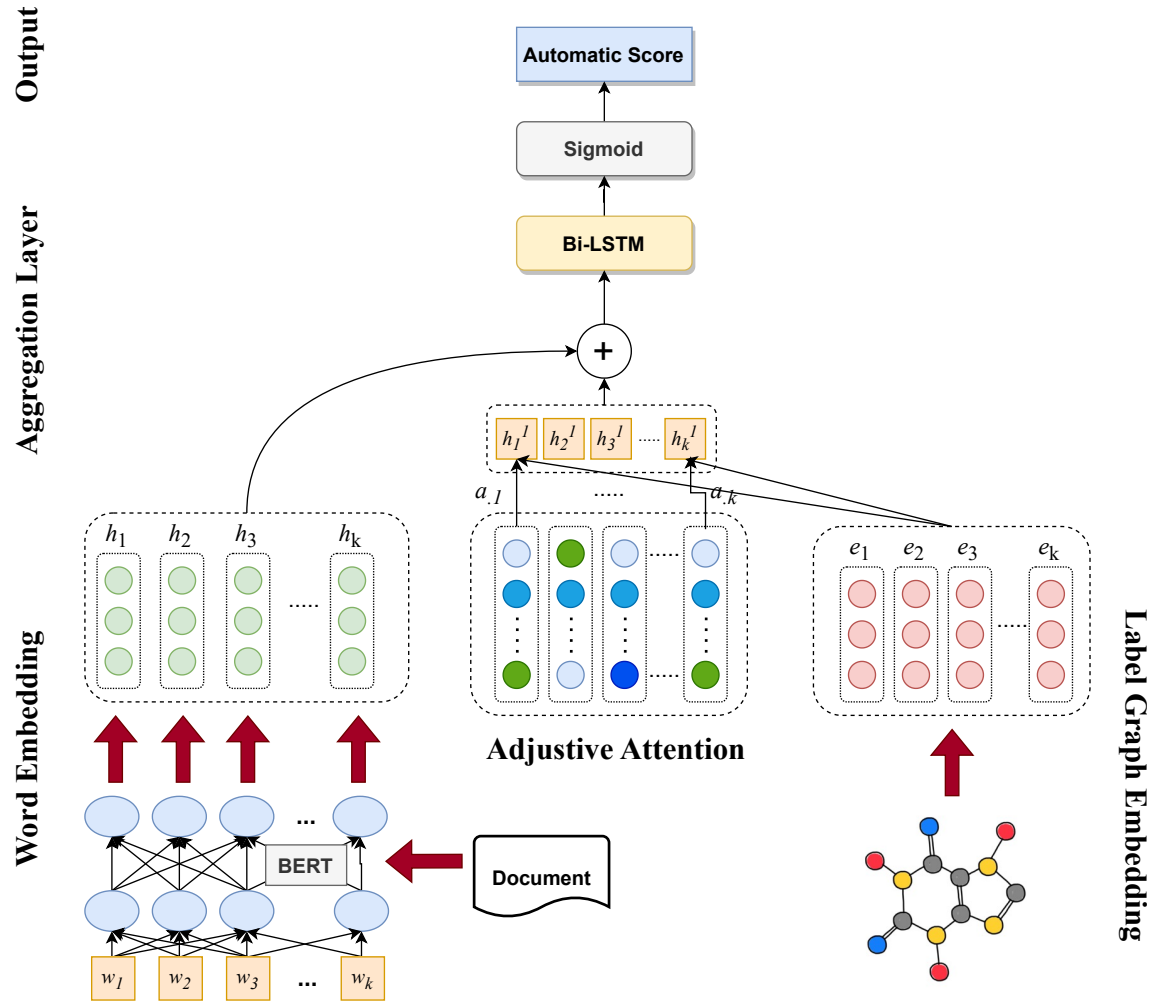 Output
Automatic Score
Sigmoid
Aggregation Layer
Bi-LSTM
+
h1^1 h2^1 h3^1 ..... hk^1
a.1 ..... a.k
h1 h2 h3 hk
.....
..... 
.....
e1 e2 e3 ek
.....
Adjustive Attention
Word Embedding
Label Graph Embedding
...
BERT
Document
w1 w2 w3 ... wk